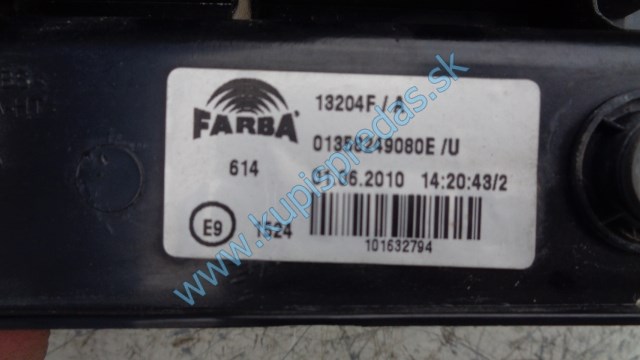 13204F / A
FARBA
01358249080E /U
614
01.06.2010 14:20:43/2
E9
1524
101632794
www.kupispredas.sk